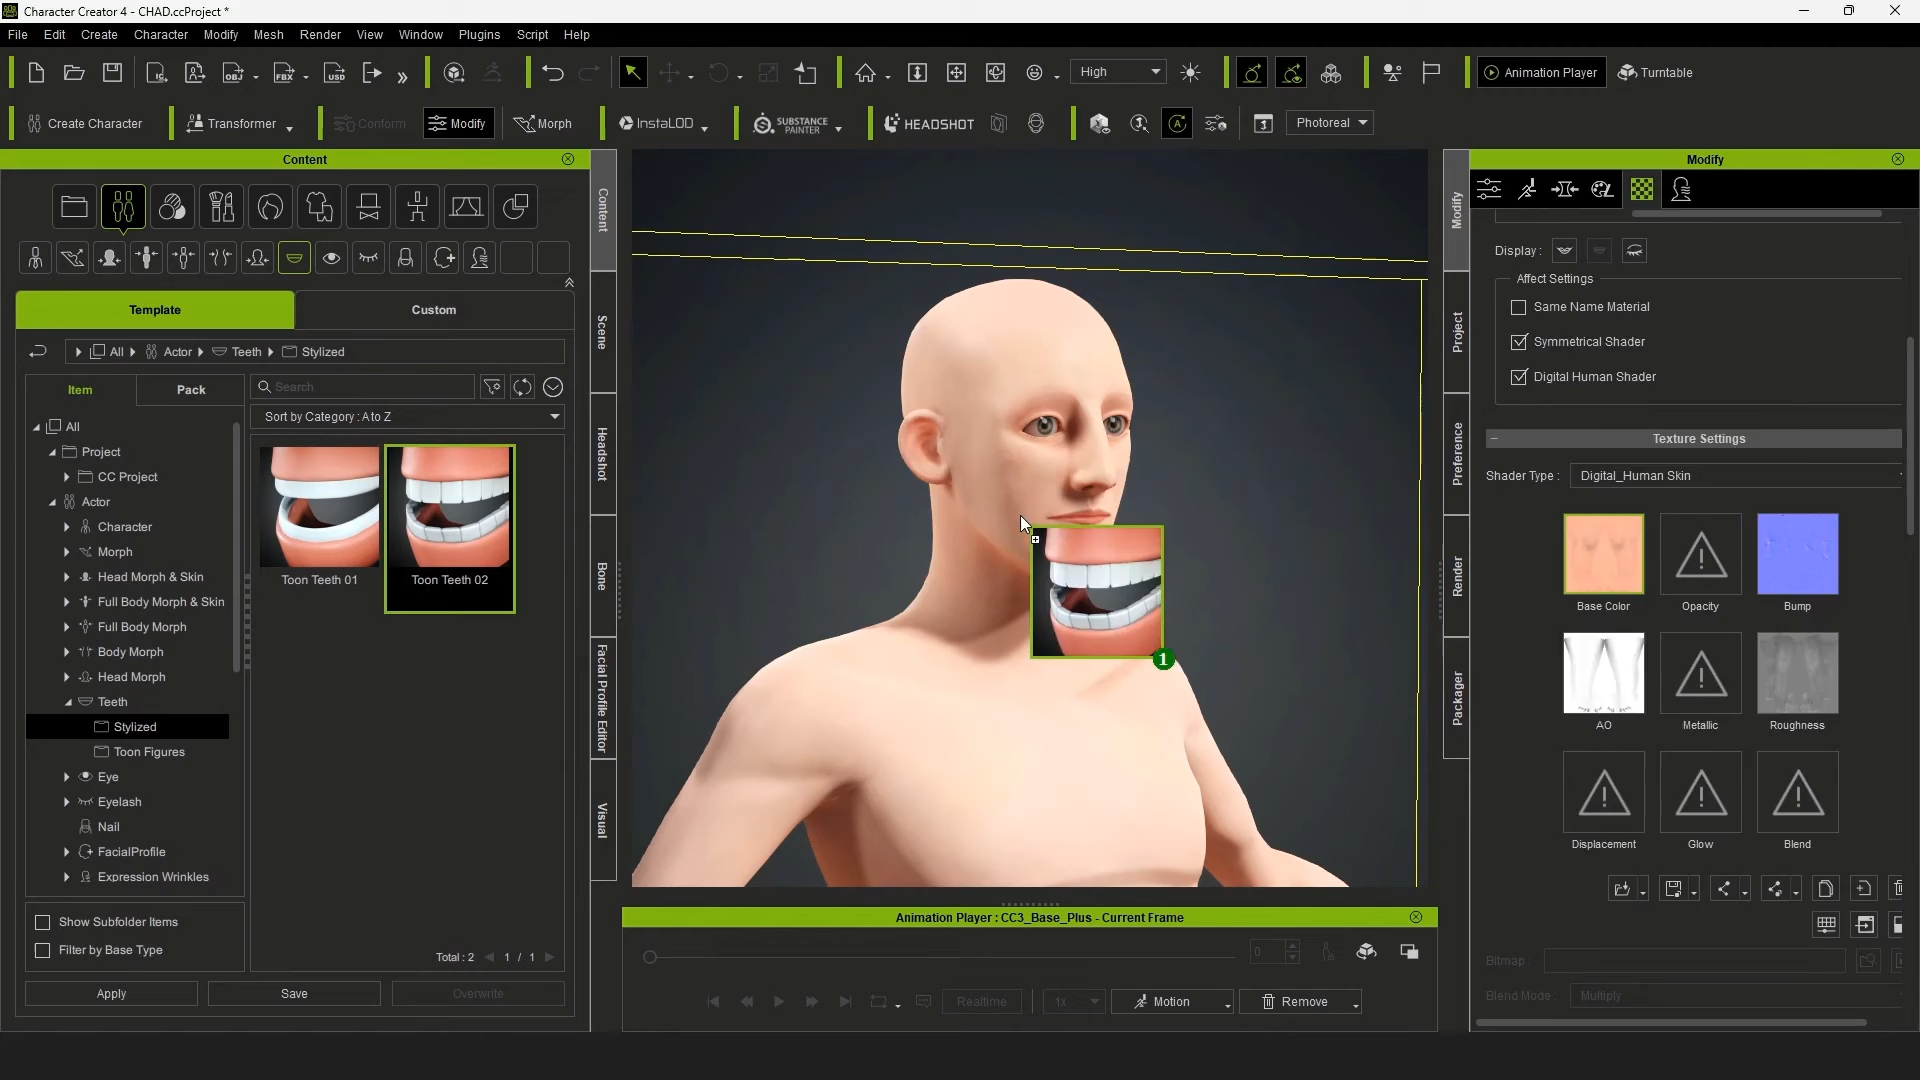 Character Creator 4 - CHAD.ccProject *
File Edit Create Character Modify Mesh Render View Window Plugins Script Help
High Animation Player Turntable
Create Character Transformer Conform Modify Morph InstaLOD SUBSTANCE PAINTER HEADSHOT Photoreal
Content
Template Custom
All Actor Teeth Stylized
Item Pack
Search
Sort by Category : A to Z
All
Project
CC Project
Actor
Character
Morph
Head Morph & Skin
Full Body Morph & Skin
Full Body Morph
Body Morph
Head Morph
Teeth
Stylized
Toon Figures
Eye
Eyelash
Nail
FacialProfile
Expression Wrinkles
Toon Teeth 01
Toon Teeth 02
Show Subfolder Items
Filter by Base Type
Total : 2 1 / 1
Apply Save Overwrite
Content
Scene
Headshot
Bone
Facial Profile Editor
Visual
1
Animation Player : CC3_Base_Plus - Current Frame
0
Realtime 1x Motion Remove
Modify
Project
Preference
Render
Packager
Modify
Display :
Affect Settings
Same Name Material
Symmetrical Shader
Digital Human Shader
Texture Settings
Shader Type : Digital_Human Skin
Base Color Opacity Bump
AO Metallic Roughness
Displacement Glow Blend
Bitmap :
Blend Mode : Multiply